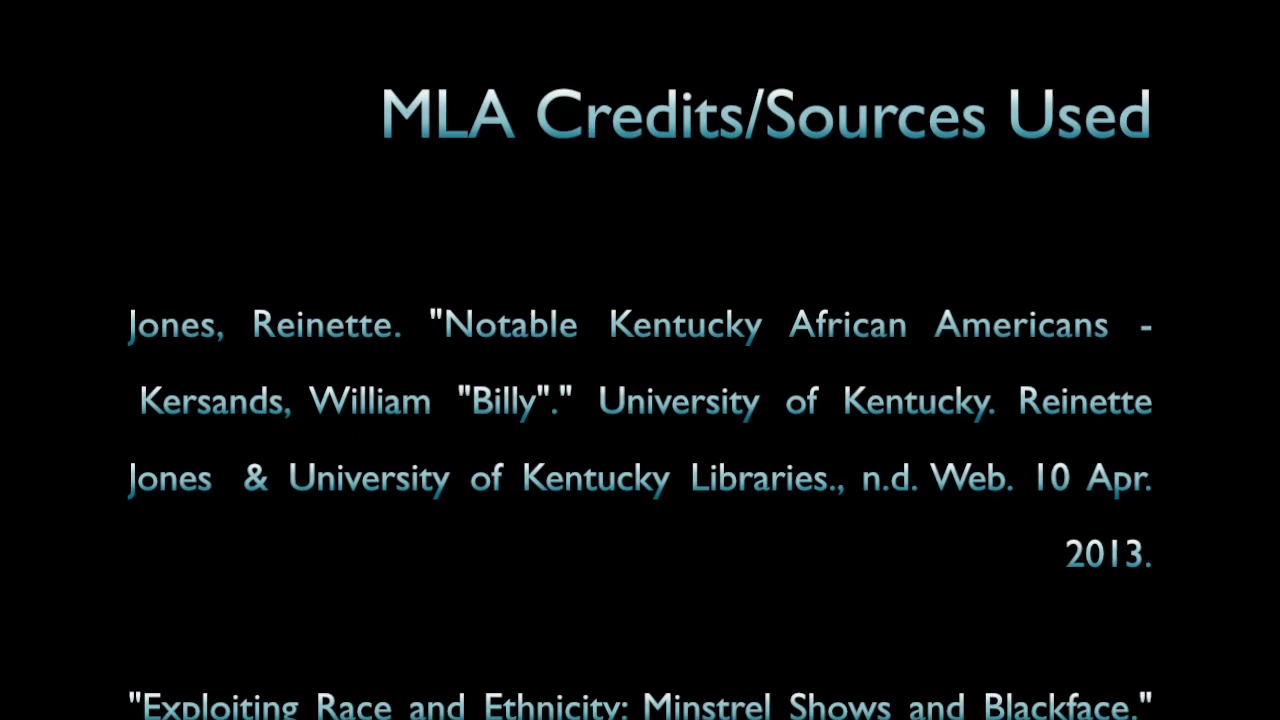 MLA Credits/Sources Used
Jones, Reinette. "Notable Kentucky African Americans -
Kersands, William "Billy"." University of Kentucky. Reinette
Jones & University of Kentucky Libraries., n.d. Web. 10 Apr.
2013.
"Exploiting Race and Ethnicity: Minstrel Shows and Blackface."